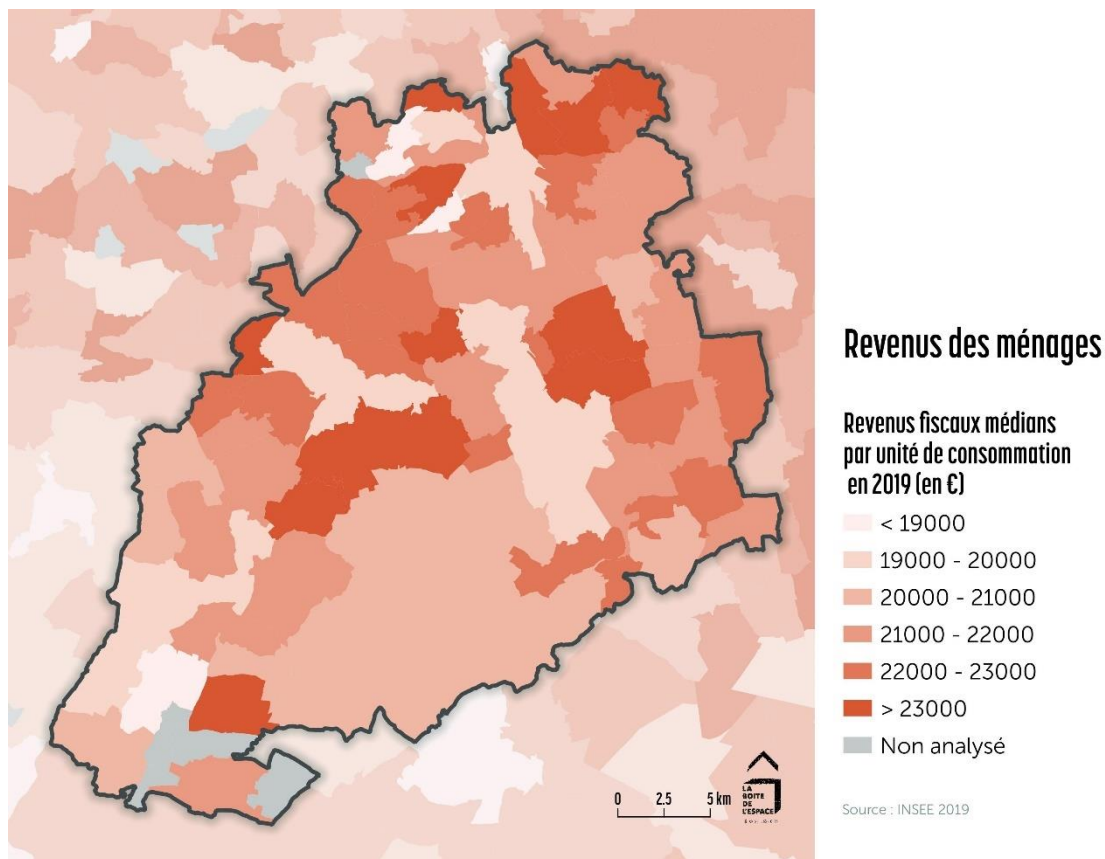 Revenus des ménages
Revenus fiscaux médians
par unité de consommation
en 2019 (en €)
< 19000
19000 - 20000
20000 - 21000
21000 - 22000
22000 - 23000
> 23000
Non analysé
Source : INSEE 2019
0 2.5 5 km
LA
BOITE
DE
L'ESPACE